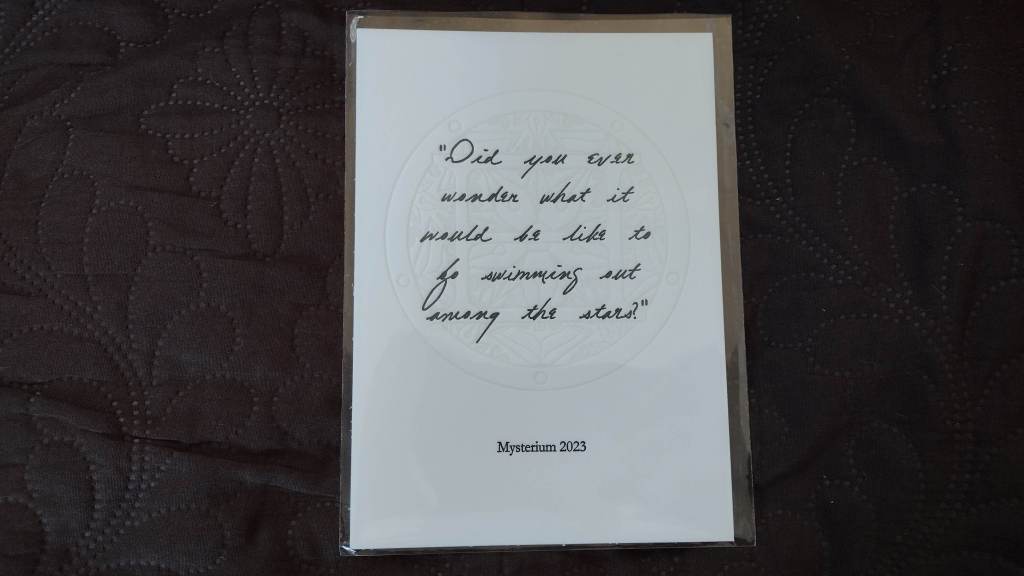 "Did you ever
wonder what it
would be like to
go swimming out
among the stars?"
Mysterium 2023